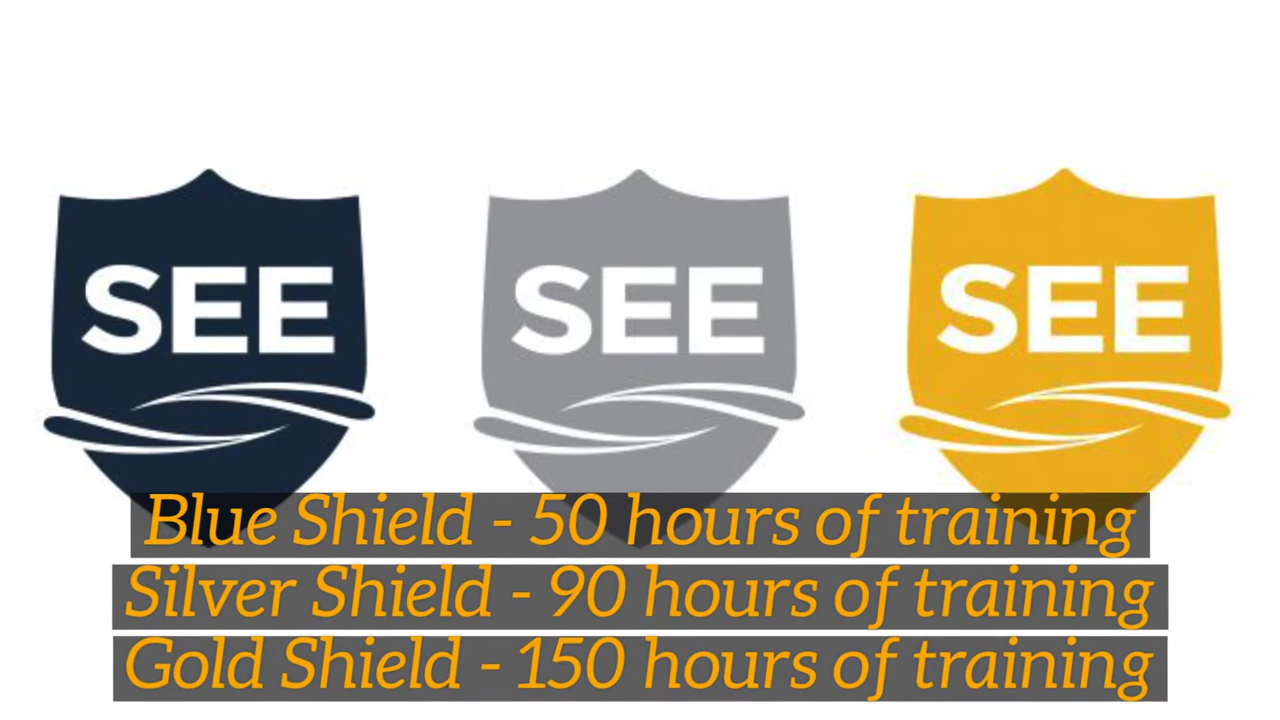 SEE SEE SEE
Blue Shield - 50 hours of training
Silver Shield - 90 hours of training
Gold Shield - 150 hours of training